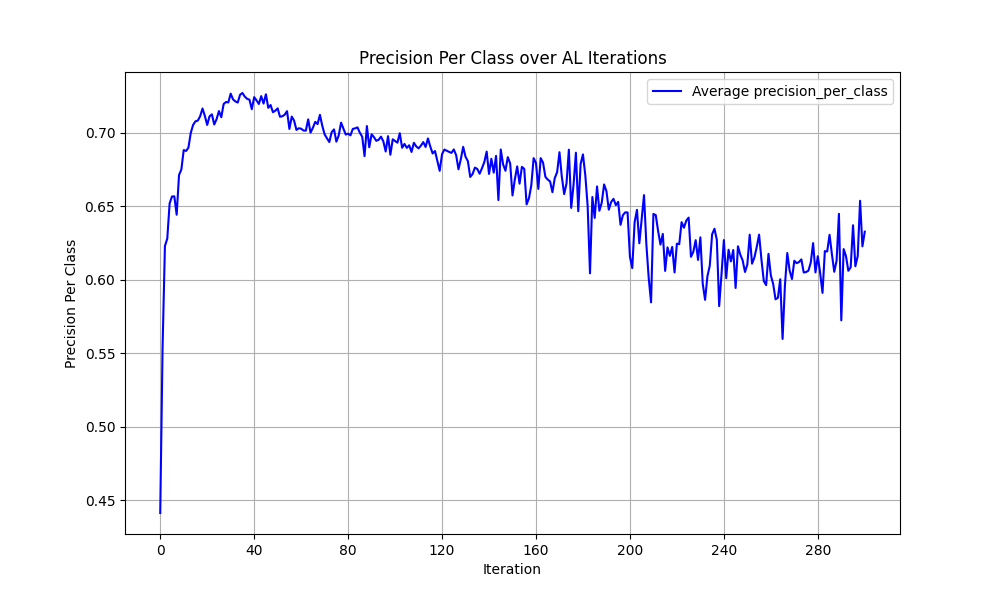 Precision Per Class over AL Iterations
Average precision_per_class
Precision Per Class
0.70
0.65
0.60
0.55
0.50
0.45
0 40 80 120 160 200 240 280
Iteration